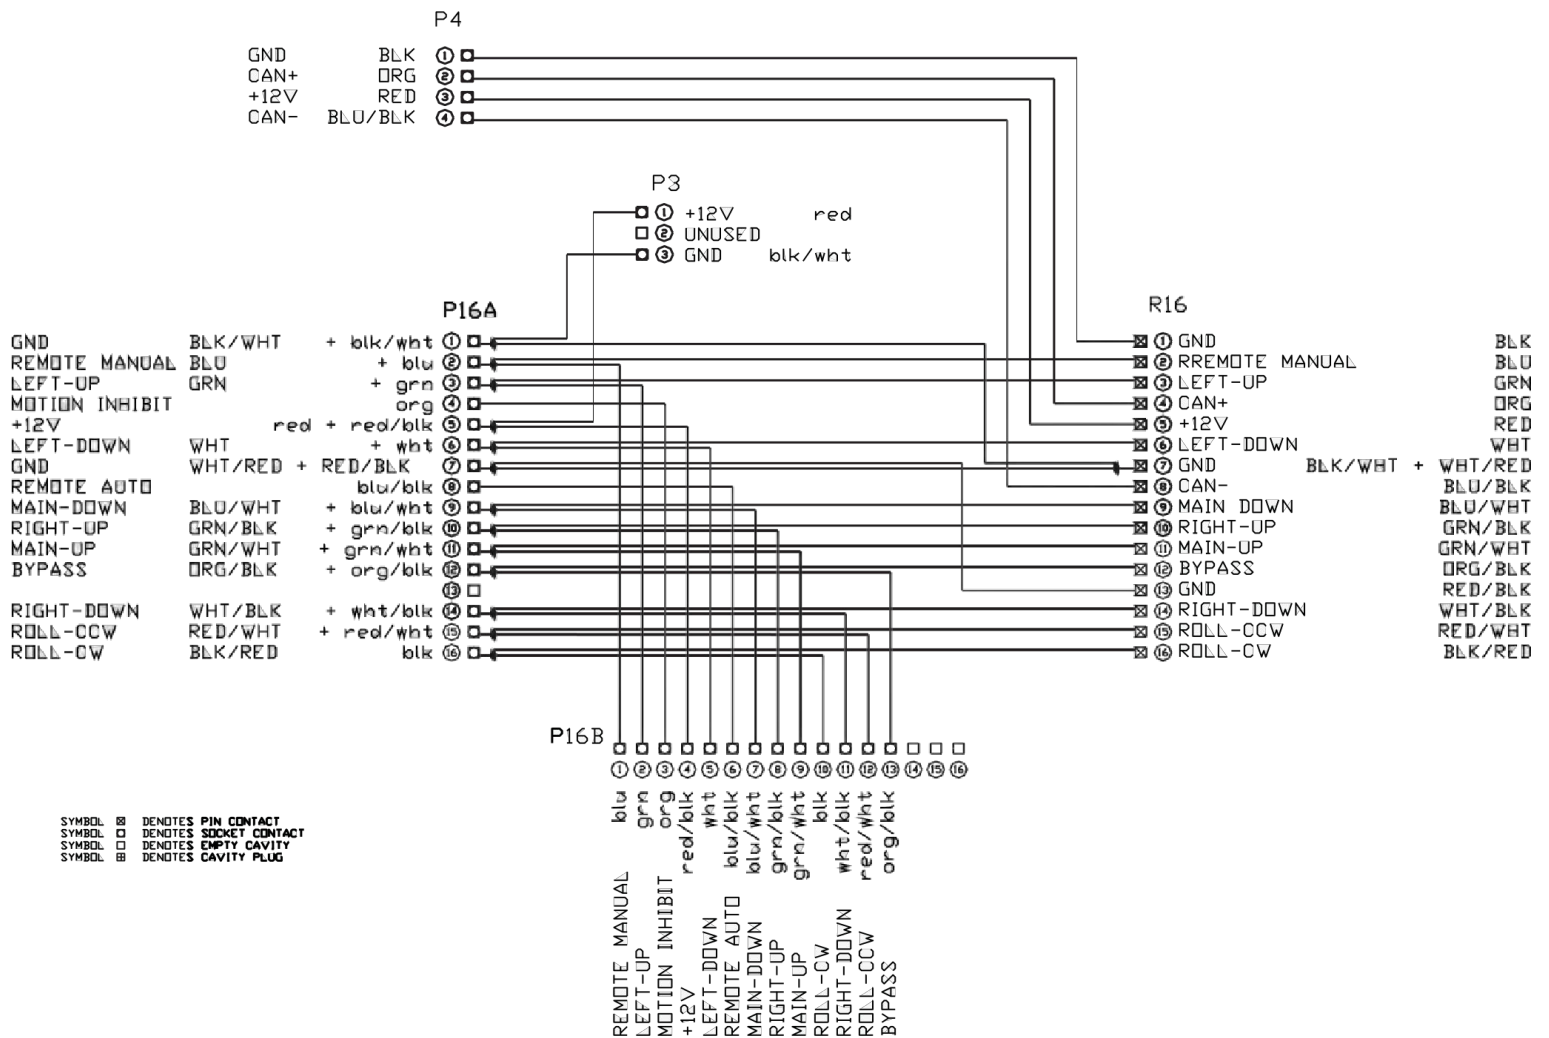 P4
GND BLK 1
CAN+ ORG 2
+12V RED 3
CAN- BLU/BLK 4
P3
1 +12V red
2 UNUSED
3 GND blk/wht
P16A
GND BLK/WHT + blk/wht 1
REMOTE MANUAL BLU + blu 2
LEFT-UP GRN + grn 3
MOTION INHIBIT org 4
+12V red + red/blk 5
LEFT-DOWN WHT + wht 6
GND WHT/RED + RED/BLK 7
REMOTE AUTO blu/blk 8
MAIN-DOWN BLU/WHT + blu/wht 9
RIGHT-UP GRN/BLK + grn/blk 10
MAIN-UP GRN/WHT + grn/wht 11
BYPASS ORG/BLK + org/blk 12
13
RIGHT-DOWN WHT/BLK + wht/blk 14
ROLL-CCW RED/WHT + red/wht 15
ROLL-CW BLK/RED blk 16
R16
1 GND BLK
2 RREMOTE MANUAL BLU
3 LEFT-UP GRN
4 CAN+ ORG
5 +12V RED
6 LEFT-DOWN WHT
7 GND BLK/WHT + WHT/RED
8 CAN- BLU/BLK
9 MAIN DOWN BLU/WHT
10 RIGHT-UP GRN/BLK
11 MAIN-UP GRN/WHT
12 BYPASS ORG/BLK
13 GND RED/BLK
14 RIGHT-DOWN WHT/BLK
15 ROLL-CCW RED/WHT
16 ROLL-CW BLK/RED
P16B
1 blu REMOTE MANUAL
2 grn LEFT-UP
3 org MOTION INHIBIT
4 red/blk +12V
5 wht LEFT-DOWN
6 blu/blk REMOTE AUTO
7 blu/wht MAIN-DOWN
8 grn/blk RIGHT-UP
9 grn/wht MAIN-UP
10 blk ROLL-CW
11 wht/blk RIGHT-DOWN
12 red/wht ROLL-CCW
13 org/blk BYPASS
14
15
16
SYMBOL DENOTES PIN CONTACT
SYMBOL DENOTES SOCKET CONTACT
SYMBOL DENOTES EMPTY CAVITY
SYMBOL DENOTES CAVITY PLUG